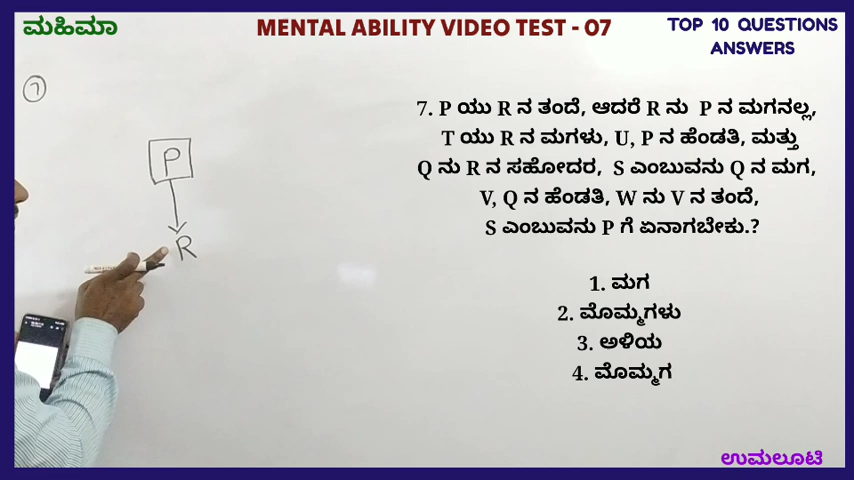 ಮಹಿಮಾ
MENTAL ABILITY VIDEO TEST - 07
TOP 10 QUESTIONS
ANSWERS
7
P
R
7. P ಯು R ನ ತಂದೆ, ಆದರೆ R ನು P ನ ಮಗನಲ್ಲ,
T ಯು R ನ ಮಗಳು, U, P ನ ಹೆಂಡತಿ, ಮತ್ತು
Q ನು R ನ ಸಹೋದರ, S ಎಂಬುವನು Q ನ ಮಗ,
V, Q ನ ಹೆಂಡತಿ, W ನು V ನ ತಂದೆ,
S ಎಂಬುವನು P ಗೆ ಏನಾಗಬೇಕು.?
1. ಮಗ
2. ಮೊಮ್ಮಗಳು
3. ಅಳಿಯ
4. ಮೊಮ್ಮಗ
ಉಮಲೂಟಿ